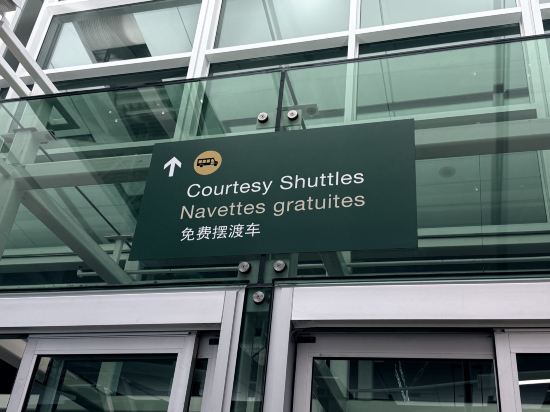 Courtesy Shuttles
Navettes gratuites
免费摆渡车